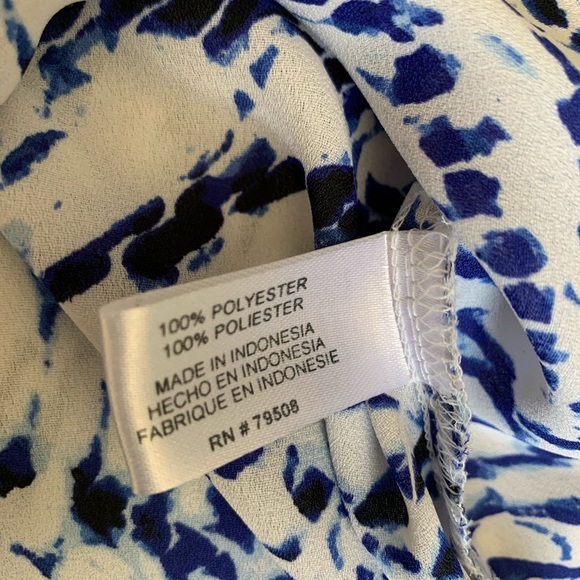 100% POLYESTER
100% POLIESTER
MADE IN INDONESIA
HECHO EN INDONESIA
FABRIQUE EN INDONESIE
RN # 79508